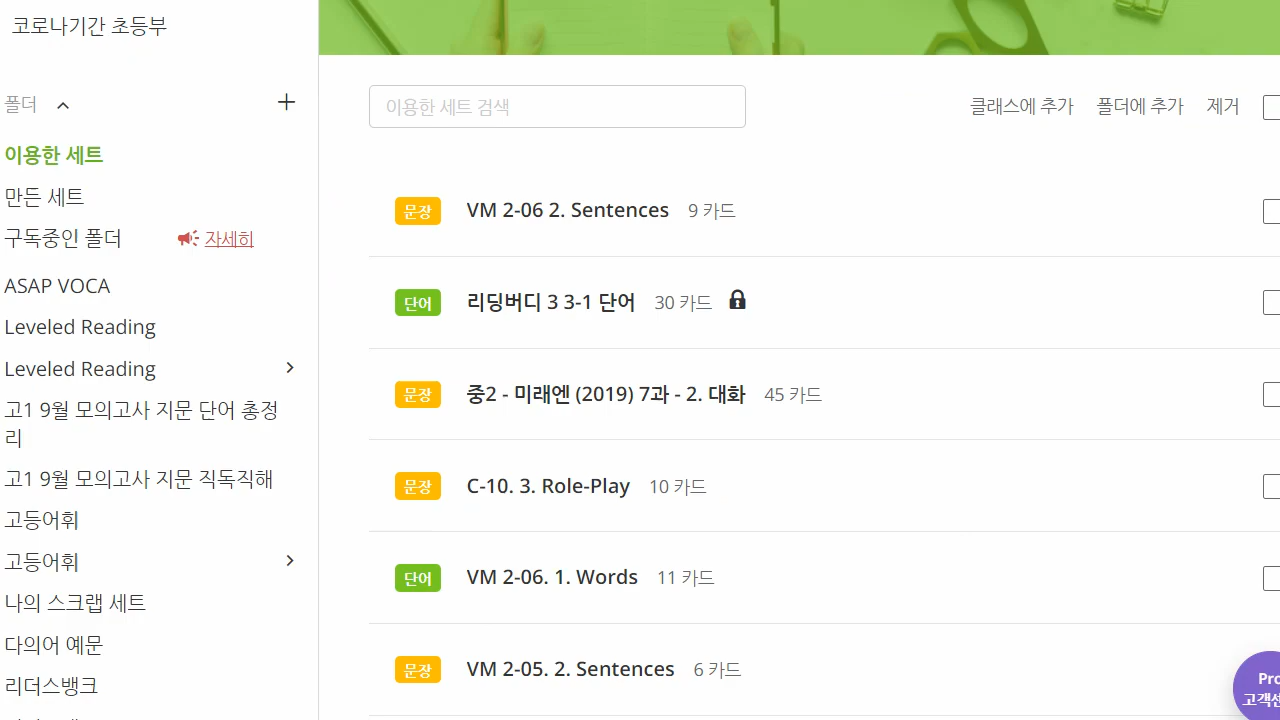 코로나기간 초등부
폴더
이용한 세트
만든 세트
구독중인 폴더 자세히
ASAP VOCA
Leveled Reading
Leveled Reading
고1 9월 모의고사 지문 단어 총정
리
고1 9월 모의고사 지문 직독직해
고등어휘
고등어휘
나의 스크랩 세트
다의어 예문
리더스뱅크
이용한 세트 검색
클래스에 추가 폴더에 추가 제거
문장 VM 2-06 2. Sentences 9 카드
단어 리딩버디 3 3-1 단어 30 카드
문장 중2 - 미래엔 (2019) 7과 - 2. 대화 45 카드
문장 C-10. 3. Role-Play 10 카드
단어 VM 2-06. 1. Words 11 카드
문장 VM 2-05. 2. Sentences 6 카드